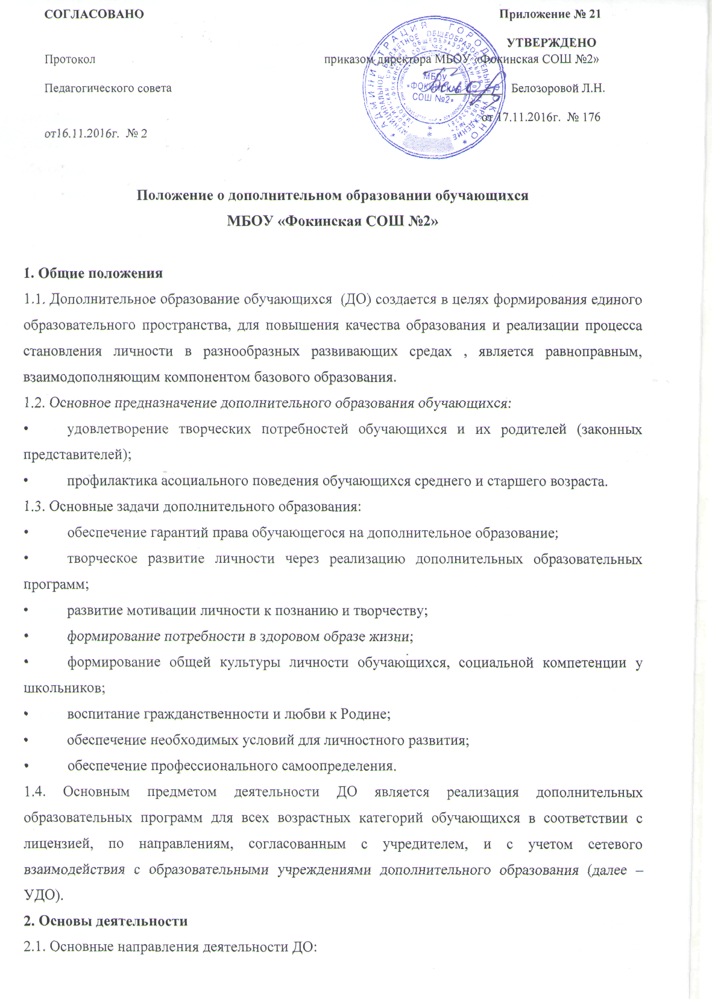 СОГЛАСОВАНО Приложение № 21
УТВЕРЖДЕНО
Протокол приказом директора МБОУ «Фокинская СОШ №2»
Педагогического совета Белозоровой Л.Н.
от 17.11.2016г. № 176
от16.11.2016г. № 2
АДМИНИСТРАЦИЯ ГОРОДА ФОКИНО
МБОУ
«ФОКИНСКАЯ
СОШ №2»
Положение о дополнительном образовании обучающихся
МБОУ «Фокинская СОШ №2»
1. Общие положения
1.1. Дополнительное образование обучающихся (ДО) создается в целях формирования единого
образовательного пространства, для повышения качества образования и реализации процесса
становления личности в разнообразных развивающих средах , является равноправным,
взаимодополняющим компонентом базового образования.
1.2. Основное предназначение дополнительного образования обучающихся:
• удовлетворение творческих потребностей обучающихся и их родителей (законных
представителей);
• профилактика асоциального поведения обучающихся среднего и старшего возраста.
1.3. Основные задачи дополнительного образования:
• обеспечение гарантий права обучающегося на дополнительное образование;
• творческое развитие личности через реализацию дополнительных образовательных
программ;
• развитие мотивации личности к познанию и творчеству;
• формирование потребности в здоровом образе жизни;
• формирование общей культуры личности обучающихся, социальной компетенции у
школьников;
• воспитание гражданственности и любви к Родине;
• обеспечение необходимых условий для личностного развития;
• обеспечение профессионального самоопределения.
1.4. Основным предметом деятельности ДО является реализация дополнительных
образовательных программ для всех возрастных категорий обучающихся в соответствии с
лицензией, по направлениям, согласованным с учредителем, и с учетом сетевого
взаимодействия с образовательными учреждениями дополнительного образования (далее –
УДО).
2. Основы деятельности
2.1. Основные направления деятельности ДО: